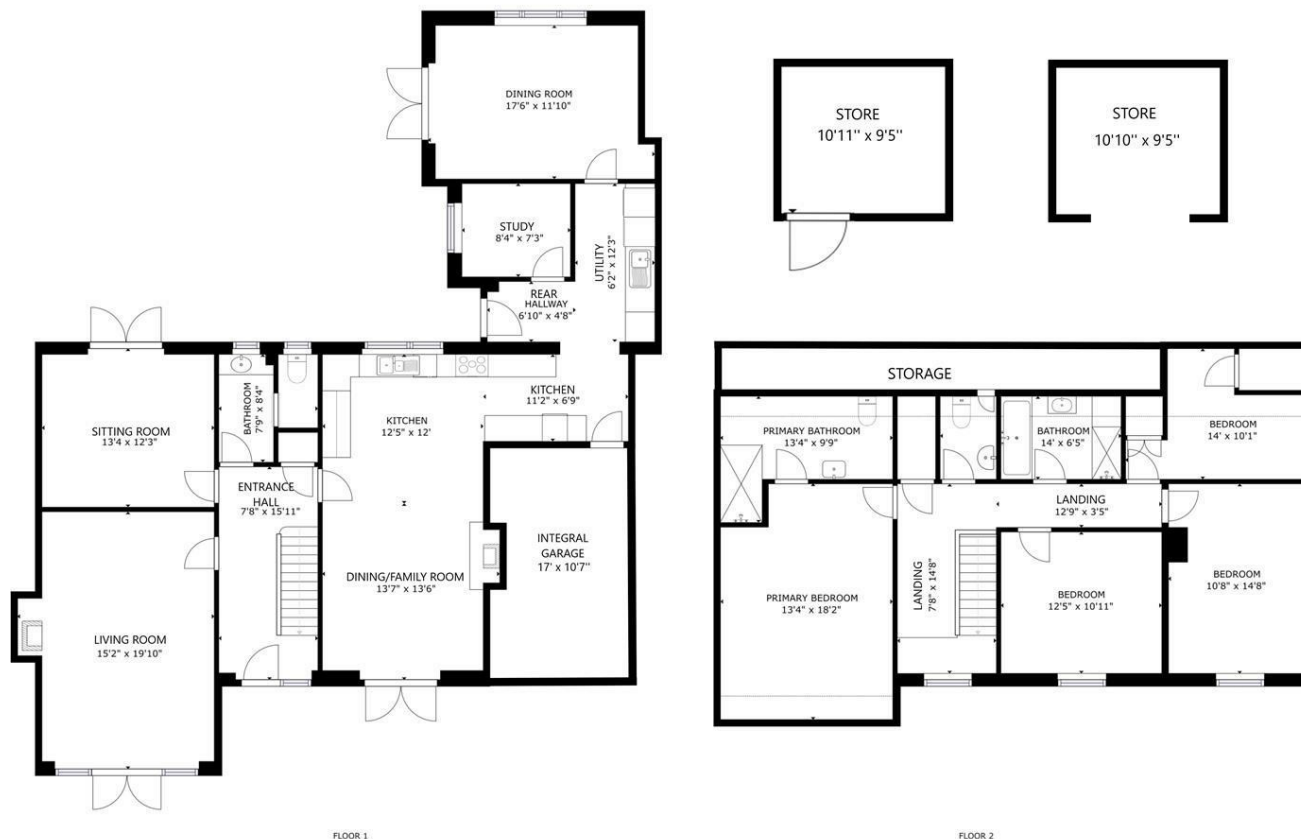 DINING ROOM
17'6" x 11'10"
STUDY
8'4" x 7'3"
UTILITY
6'2" x 12'3"
REAR
HALLWAY
6'10" x 4'8"
SITTING ROOM
13'4 x 12'3"
BATHROOM
7'9" x 8'4"
KITCHEN
12'5" x 12'
KITCHEN
11'2" x 6'9"
ENTRANCE
HALL
7'8" x 15'11"
LIVING ROOM
15'2" x 19'10"
DINING/FAMILY ROOM
13'7" x 13'6"
INTEGRAL
GARAGE
17' x 10'7"
FLOOR 1
STORE
10'11'' x 9'5''
STORE
10'10'' x 9'5''
STORAGE
PRIMARY BATHROOM
13'4" x 9'9"
BATHROOM
14' x 6'5"
BEDROOM
14' x 10'1"
LANDING
12'9" x 3'5"
PRIMARY BEDROOM
13'4" x 18'2"
LANDING
7'8" x 14'8"
BEDROOM
12'5" x 10'11"
BEDROOM
10'8" x 14'8"
FLOOR 2